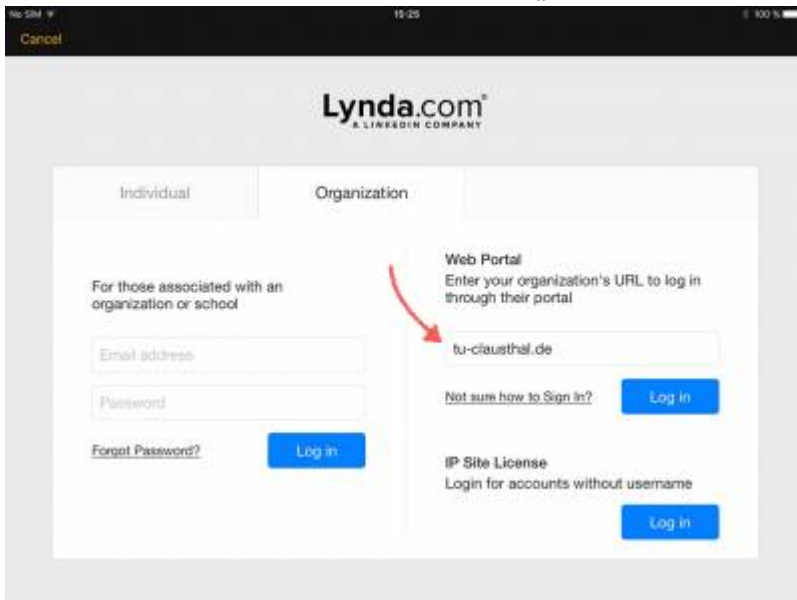 No SIM 15:25 100 %
Cancel
Lynda.com®
A LINKEDIN COMPANY
Individual Organization
For those associated with an
organization or school
Email address
Password
Forgot Password? Log in
Web Portal
Enter your organization's URL to log in
through their portal
tu-clausthal.de
Not sure how to Sign In? Log in
IP Site License
Login for accounts without username
Log in